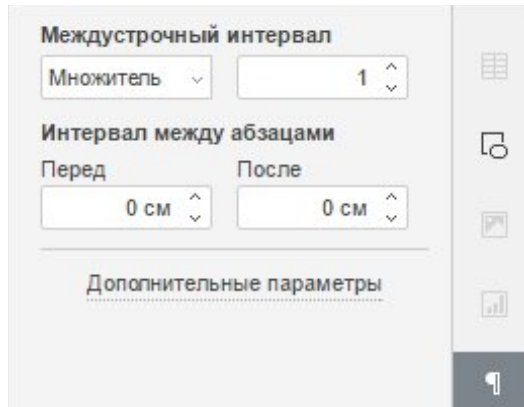 Междустрочный интервал
Множитель 1
Интервал между абзацами
Перед После
0 см 0 см
Дополнительные параметры